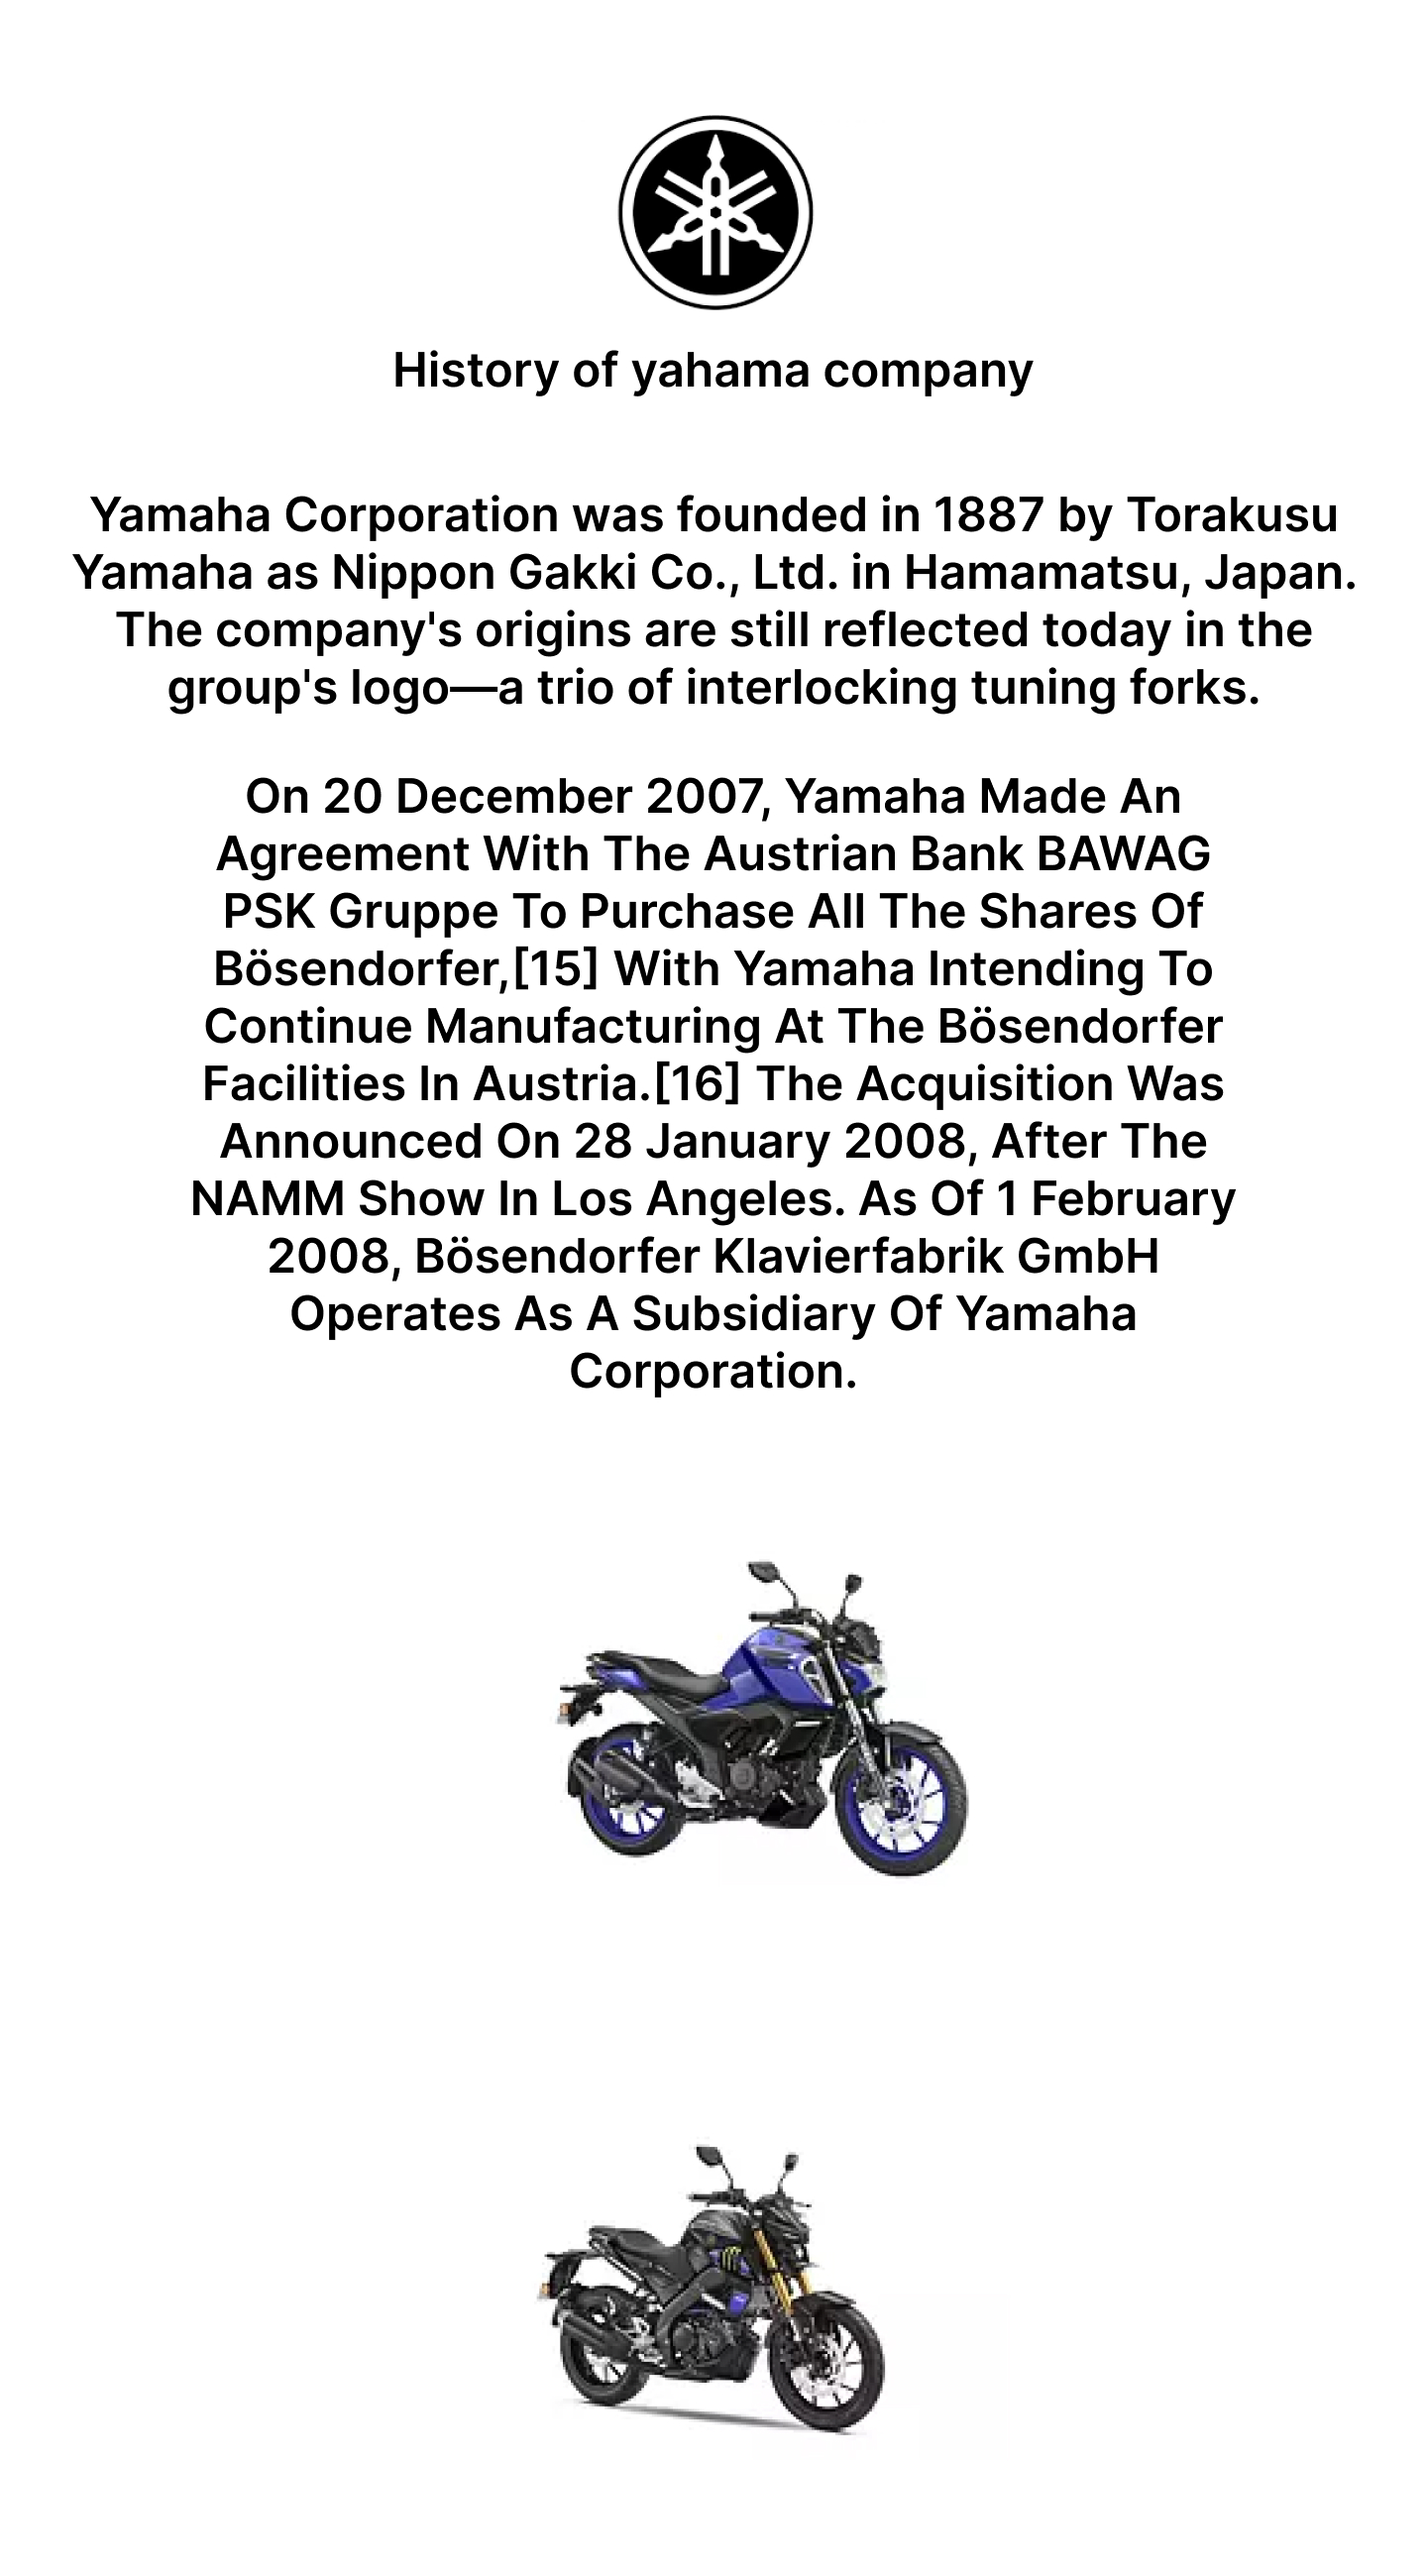 History of yahama company
Yamaha Corporation was founded in 1887 by Torakusu
Yamaha as Nippon Gakki Co., Ltd. in Hamamatsu, Japan.
The company's origins are still reflected today in the
group's logo—a trio of interlocking tuning forks.
On 20 December 2007, Yamaha Made An
Agreement With The Austrian Bank BAWAG
PSK Gruppe To Purchase All The Shares Of
Bösendorfer,[15] With Yamaha Intending To
Continue Manufacturing At The Bösendorfer
Facilities In Austria.[16] The Acquisition Was
Announced On 28 January 2008, After The
NAMM Show In Los Angeles. As Of 1 February
2008, Bösendorfer Klavierfabrik GmbH
Operates As A Subsidiary Of Yamaha
Corporation.